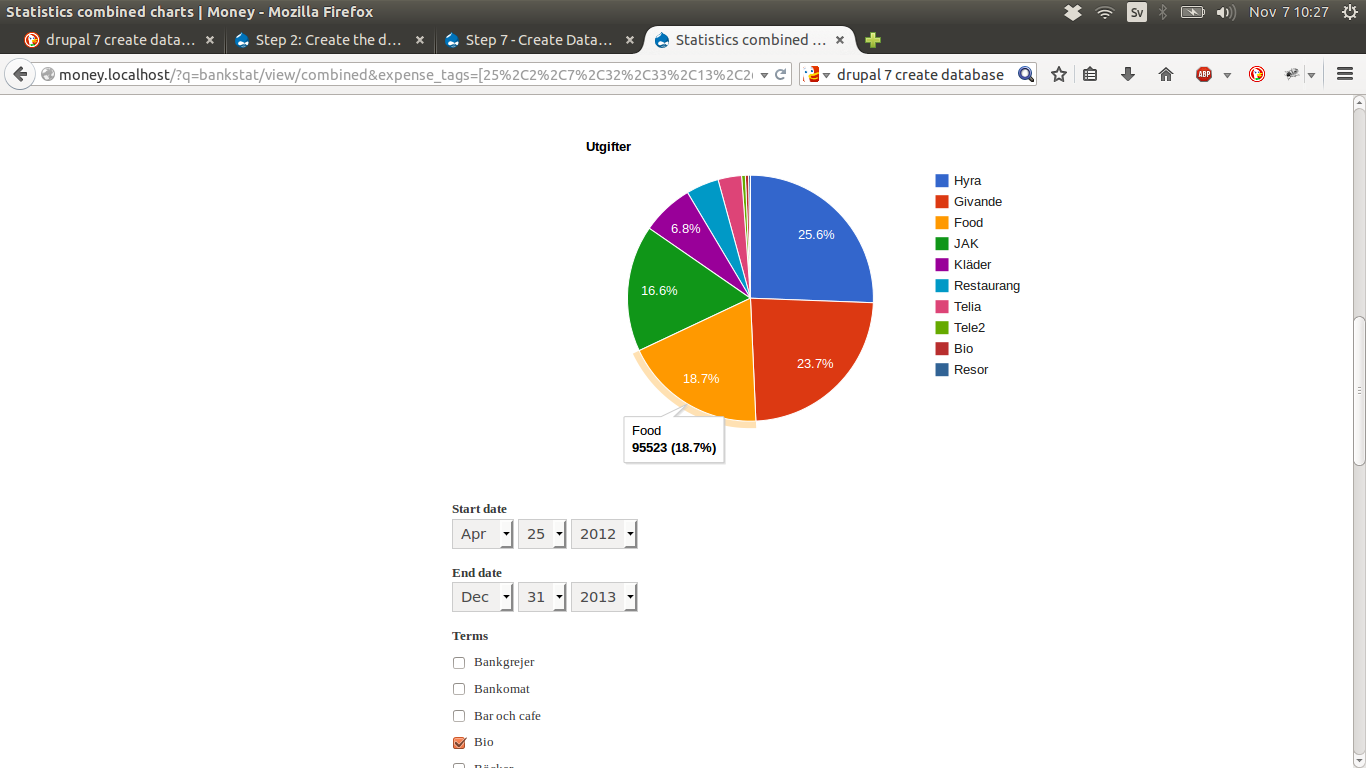 Statistics combined charts | Money - Mozilla Firefox
Sv
Nov 7 10:27
drupal 7 create data...
Step 2: Create the d...
Step 7 - Create Data...
Statistics combined ...
money.localhost/?q=bankstat/view/combined&expense_tags=[25%2C2%2C7%2C32%2C33%2C13%2C2
drupal 7 create database
ABP
Utgifter
25.6%
23.7%
18.7%
16.6%
6.8%
Hyra
Givande
Food
JAK
Kläder
Restaurang
Telia
Tele2
Bio
Resor
Food
95523 (18.7%)
Start date
Apr 25 2012
End date
Dec 31 2013
Terms
Bankgrejer
Bankomat
Bar och cafe
Bio